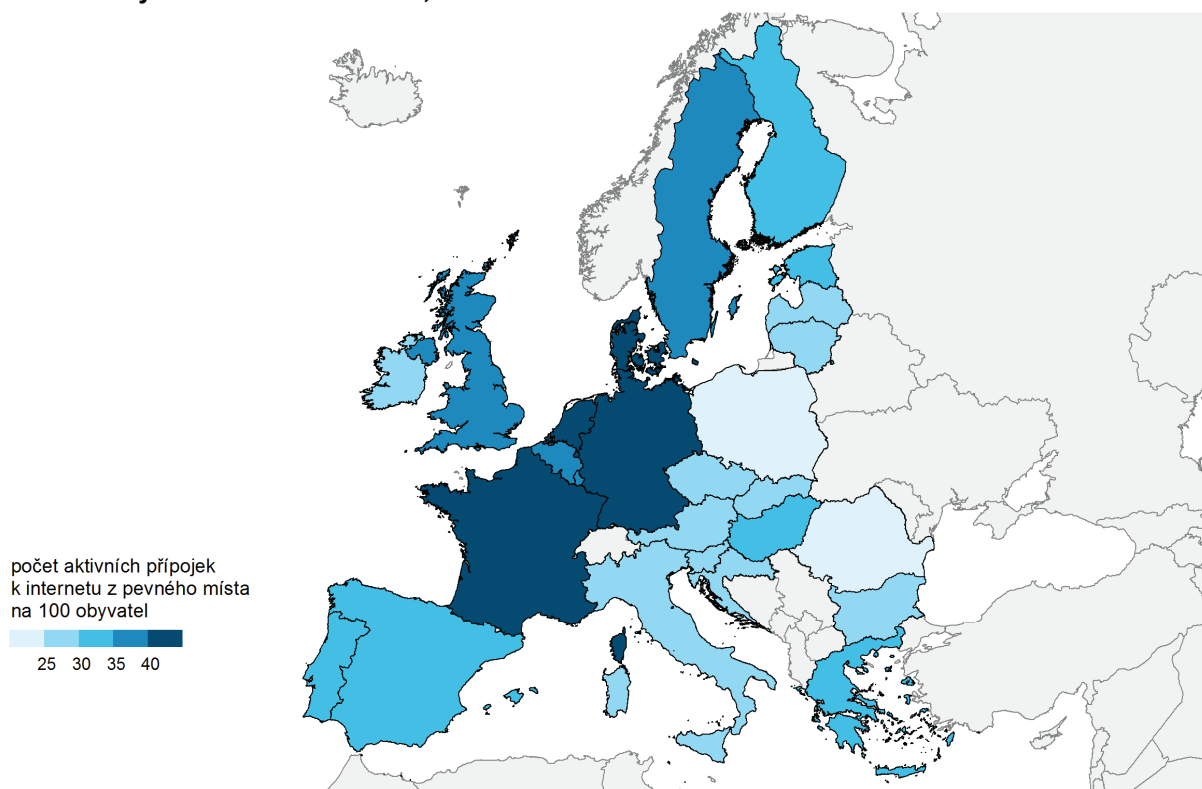 počet aktivních přípojek
k internetu z pevného místa
na 100 obyvatel
25 30 35 40